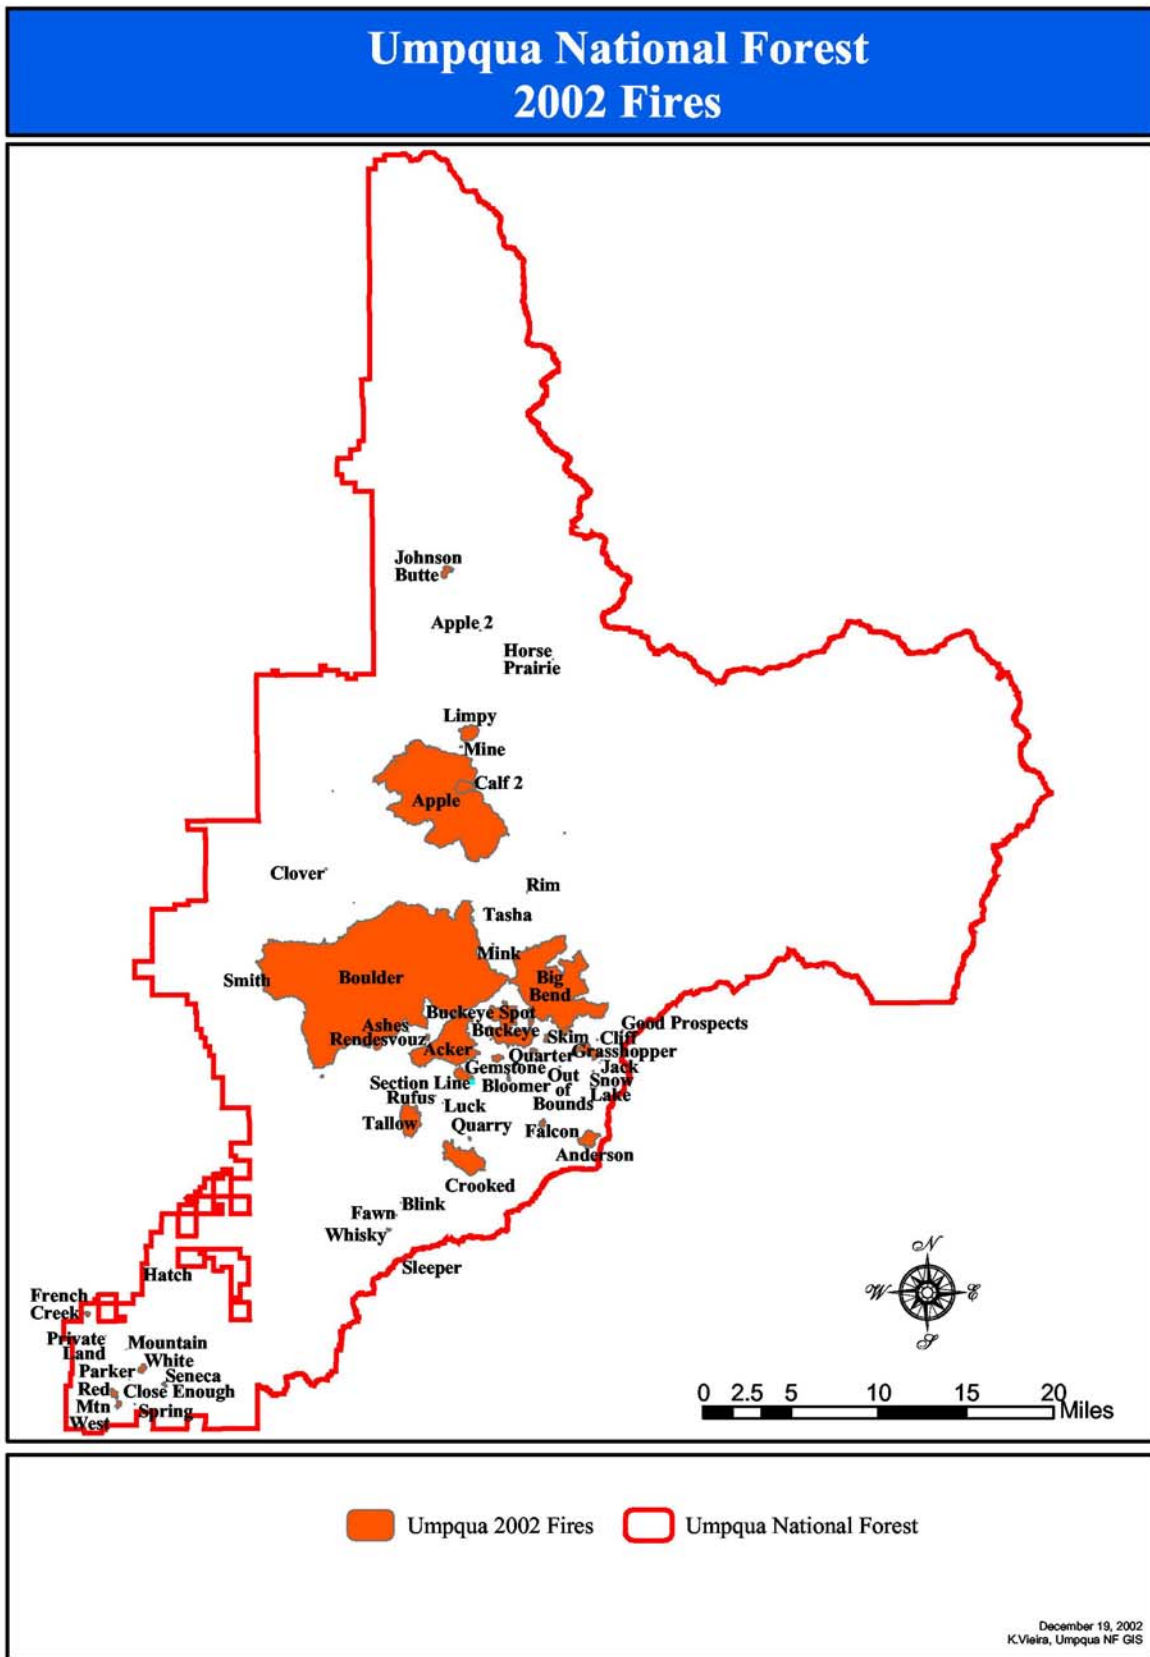 Umpqua National Forest
2002 Fires
Johnson
Butte
Apple 2
Horse
Prairie
Limpy
Mine
Calf 2
Apple
Clover
Rim
Tasha
Mink
Smith
Boulder
Big
Bend
Buckeye Spot
Good Prospects
Ashes
Buckeye
Rendesvouz
Skim
Cliff
Acker
Quarter
Grasshopper
Gemstone
Jack
Section Line
Bloomer
Out
of
Bounds
Snow
Lake
Rufus
Luck
Tallow
Quarry
Falcon
Anderson
Crooked
Blink
Fawn
Whisky
Sleeper
Hatch
French
Creek
Private
Land
Mountain
White
Parker
Seneca
Red
Mtn
West
Close Enough
Spring
N
W
E
S
0 2.5 5 10 15 20
Miles
Umpqua 2002 Fires
Umpqua National Forest
December 19, 2002
K.Vieira, Umpqua NF GIS